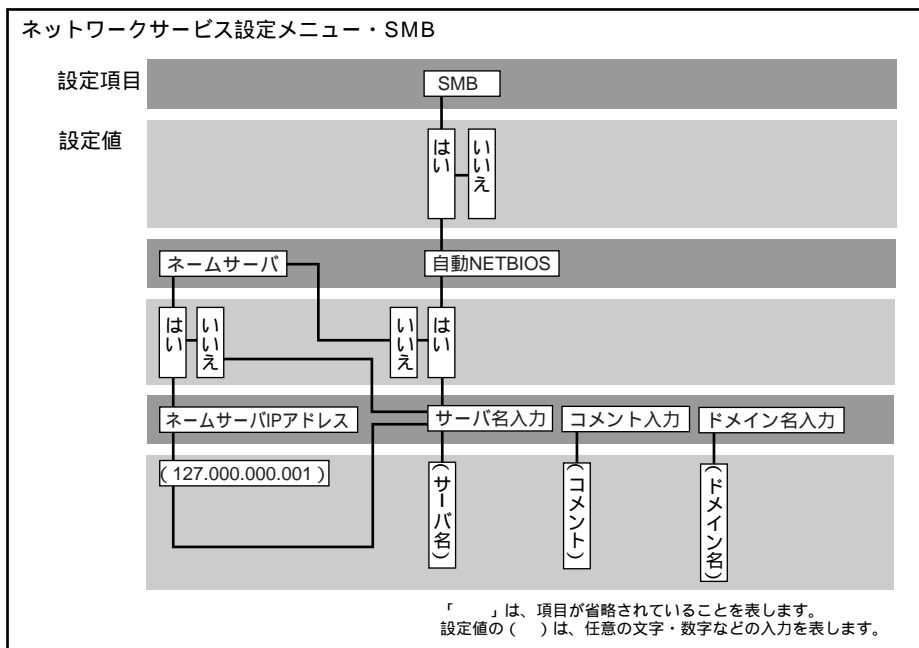 ネットワークサービス設定メニュー・SMB
設定項目
SMB
設定値
はい
いいえ
ネームサーバ
自動NETBIOS
はい
いいえ
いいえ
はい
ネームサーバIPアドレス
サーバ名入力
コメント入力
ドメイン名入力
(127.000.000.001)
(サーバ名)
(コメント)
(ドメイン名)
「　　」は、項目が省略されていることを表します。
設定値の(　)は、任意の文字・数字などの入力を表します。